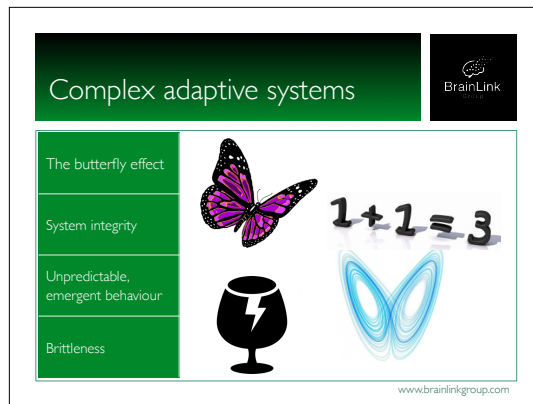 Complex adaptive systems
BrainLink
Group
The butterfly effect
System integrity
Unpredictable,
emergent behaviour
Brittleness
1 + 1 = 3
www.brainlinkgroup.com